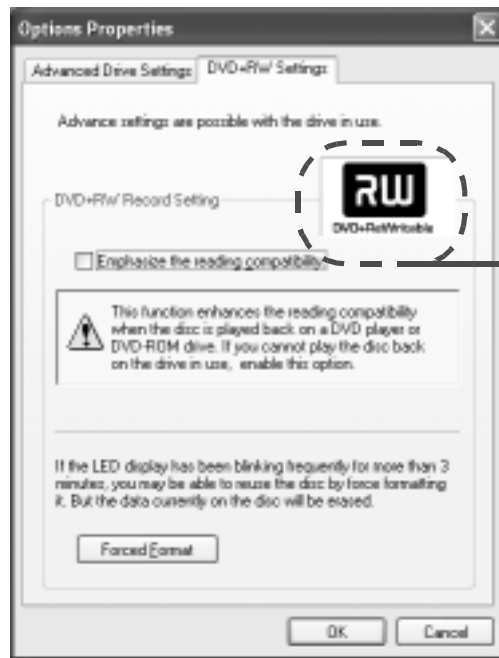 Options Properties
Advanced Drive Settings DVD+RW Settings
Advance settings are possible with the drive in use.
RW
DVD+ReWritable
DVD+RW Record Setting
Emphasize the reading compatibility
This function enhances the reading compatibility
when the disc is played back on a DVD player or
DVD-ROM drive. If you cannot play the disc back
on the drive in use, enable this option.
If the LED display has been blinking frequently for more than 3
minutes, you may be able to reuse the disc by force formatting
it. But the data currently on the disc will be erased.
Forced Format
OK Cancel